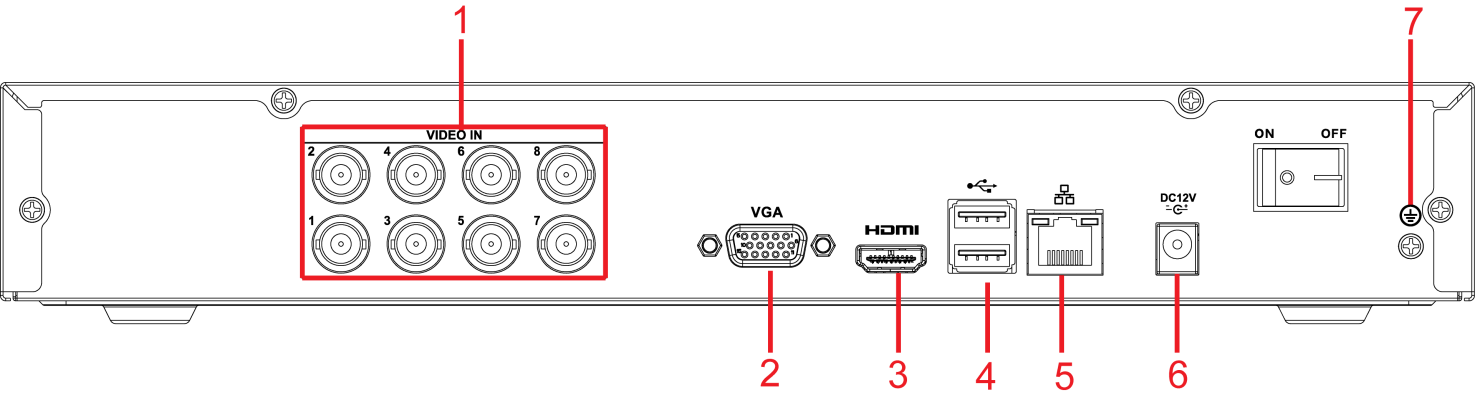 1 7
VIDEO IN
2 4 6 8
1 3 5 7
VGA
HDMI
DC12V
ON OFF
2 3 4 5 6